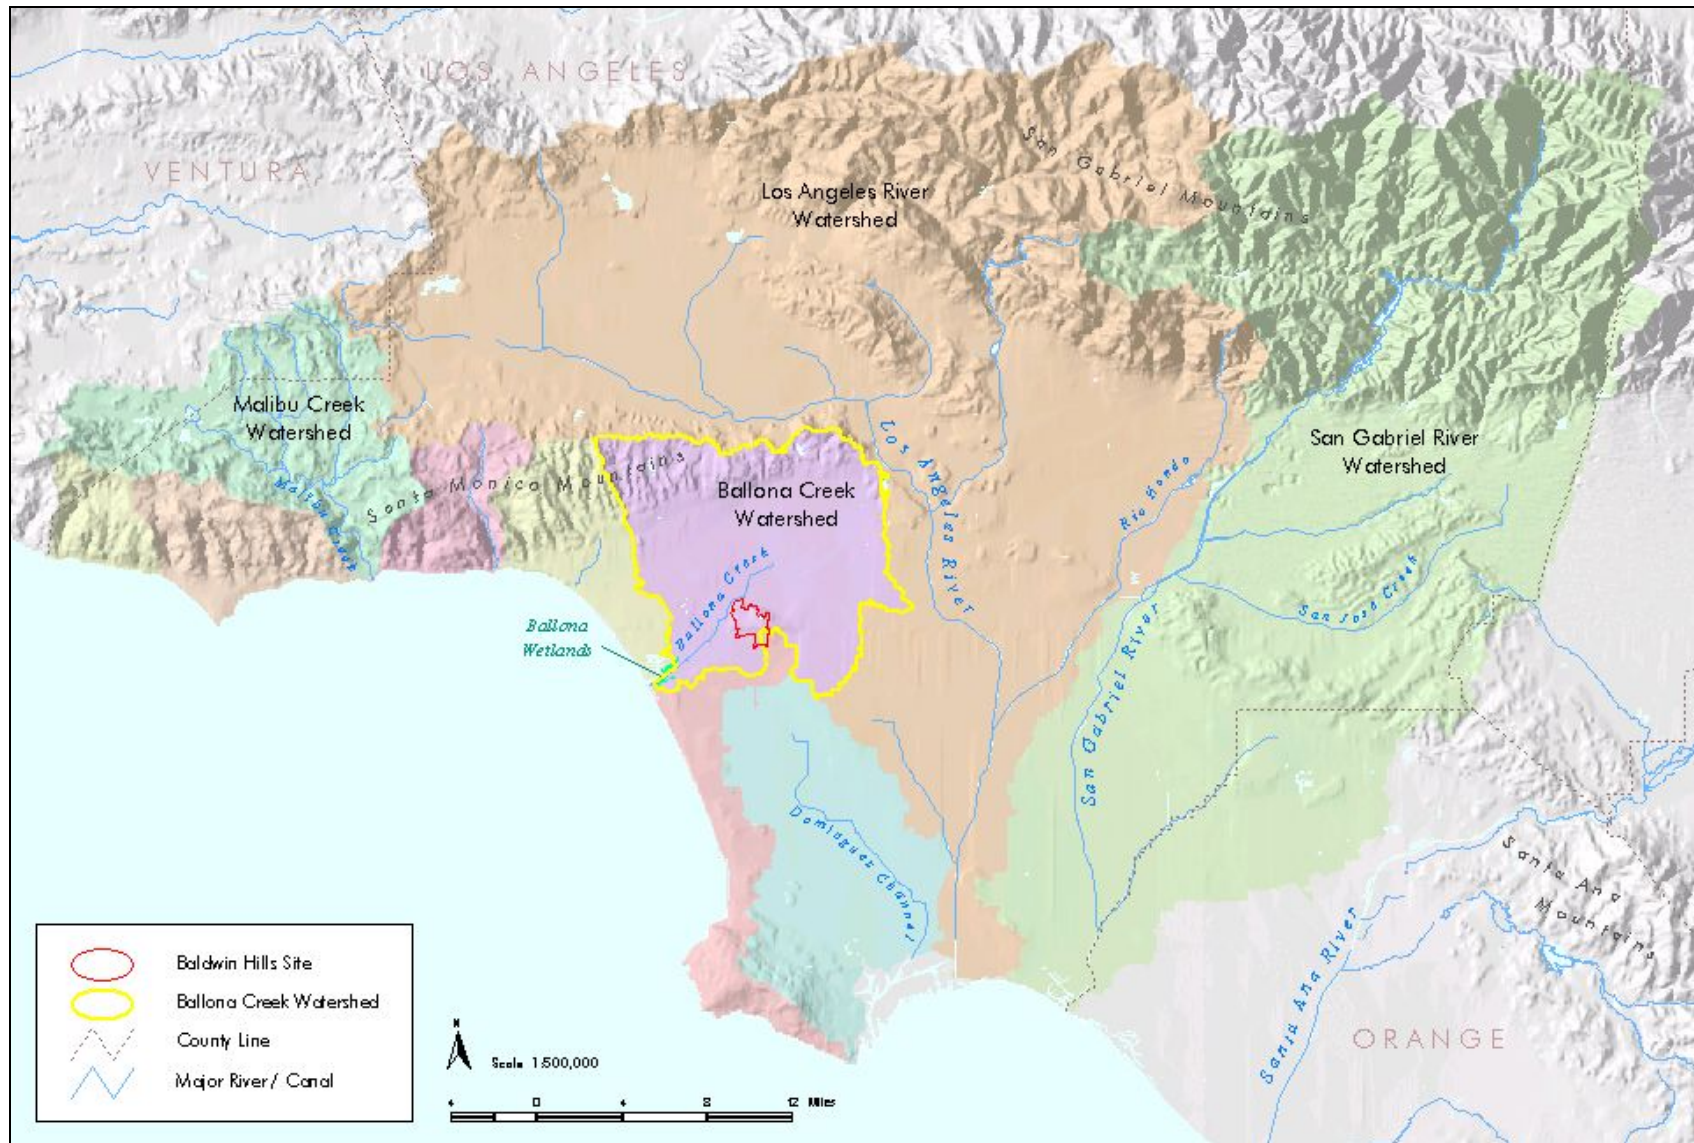 LOS ANGELES
VENTURA
San Gabriel Mountains
Los Angeles River
Watershed
Malibu Creek
Watershed
Malibu Creek
Santa Monica Mountains
Ballona Creek
Watershed
Los Angeles River
Rio Hondo
San Gabriel River
Watershed
Ballona Creek
Ballona
Wetlands
San Jose Creek
San Gabriel River
Dominguez Channel
Santa Ana
Mountains
Santa Ana River
ORANGE
Baldwin Hills Site
Ballona Creek Watershed
County Line
Major River / Canal
N
Scale 1:500,000
4 0 4 8 12 Miles